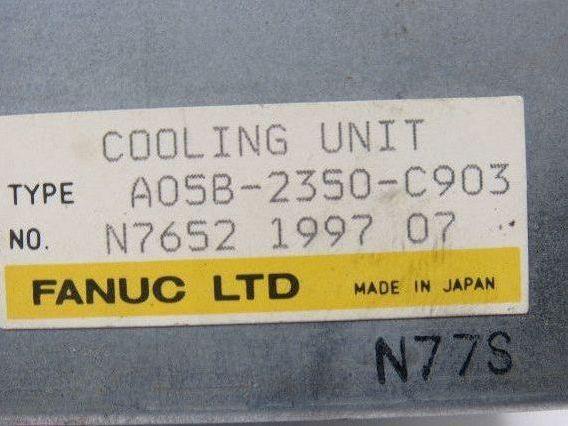 COOLING UNIT
TYPE A05B-2350-C903
NO. N7652 1997 07
FANUC LTD MADE IN JAPAN
N77S